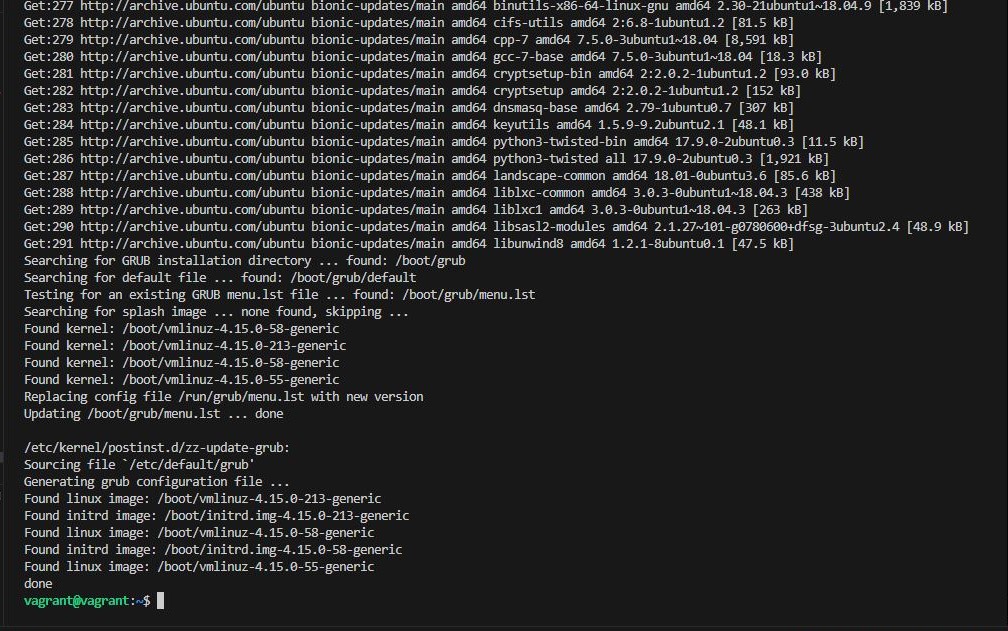 Get:277 http://archive.ubuntu.com/ubuntu bionic-updates/main amd64 binutils-x86-64-linux-gnu amd64 2.30-21ubuntu1~18.04.9 [1,839 kB]
Get:278 http://archive.ubuntu.com/ubuntu bionic-updates/main amd64 cifs-utils amd64 2:6.8-1ubuntu1.2 [81.5 kB]
Get:279 http://archive.ubuntu.com/ubuntu bionic-updates/main amd64 cpp-7 amd64 7.5.0-3ubuntu1~18.04 [8,591 kB]
Get:280 http://archive.ubuntu.com/ubuntu bionic-updates/main amd64 gcc-7-base amd64 7.5.0-3ubuntu1~18.04 [18.3 kB]
Get:281 http://archive.ubuntu.com/ubuntu bionic-updates/main amd64 cryptsetup-bin amd64 2:2.0.2-1ubuntu1.2 [93.0 kB]
Get:282 http://archive.ubuntu.com/ubuntu bionic-updates/main amd64 cryptsetup amd64 2:2.0.2-1ubuntu1.2 [152 kB]
Get:283 http://archive.ubuntu.com/ubuntu bionic-updates/main amd64 dnsmasq-base amd64 2.79-1ubuntu0.7 [307 kB]
Get:284 http://archive.ubuntu.com/ubuntu bionic-updates/main amd64 keyutils amd64 1.5.9-9.2ubuntu2.1 [48.1 kB]
Get:285 http://archive.ubuntu.com/ubuntu bionic-updates/main amd64 python3-twisted-bin amd64 17.9.0-2ubuntu0.3 [11.5 kB]
Get:286 http://archive.ubuntu.com/ubuntu bionic-updates/main amd64 python3-twisted all 17.9.0-2ubuntu0.3 [1,921 kB]
Get:287 http://archive.ubuntu.com/ubuntu bionic-updates/main amd64 landscape-common amd64 18.01-0ubuntu3.6 [85.6 kB]
Get:288 http://archive.ubuntu.com/ubuntu bionic-updates/main amd64 liblxc-common amd64 3.0.3-0ubuntu1~18.04.3 [438 kB]
Get:289 http://archive.ubuntu.com/ubuntu bionic-updates/main amd64 liblxc1 amd64 3.0.3-0ubuntu1~18.04.3 [263 kB]
Get:290 http://archive.ubuntu.com/ubuntu bionic-updates/main amd64 libsasl2-modules amd64 2.1.27~101-g0780600+dfsg-3ubuntu2.4 [48.9 kB]
Get:291 http://archive.ubuntu.com/ubuntu bionic-updates/main amd64 libunwind8 amd64 1.2.1-8ubuntu0.1 [47.5 kB]
Searching for GRUB installation directory ... found: /boot/grub
Searching for default file ... found: /boot/grub/default
Testing for an existing GRUB menu.lst file ... found: /boot/grub/menu.lst
Searching for splash image ... none found, skipping ...
Found kernel: /boot/vmlinuz-4.15.0-58-generic
Found kernel: /boot/vmlinuz-4.15.0-213-generic
Found kernel: /boot/vmlinuz-4.15.0-58-generic
Found kernel: /boot/vmlinuz-4.15.0-55-generic
Replacing config file /run/grub/menu.lst with new version
Updating /boot/grub/menu.lst ... done
/etc/kernel/postinst.d/zz-update-grub:
Sourcing file `/etc/default/grub'
Generating grub configuration file ...
Found linux image: /boot/vmlinuz-4.15.0-213-generic
Found initrd image: /boot/initrd.img-4.15.0-213-generic
Found linux image: /boot/vmlinuz-4.15.0-58-generic
Found initrd image: /boot/initrd.img-4.15.0-58-generic
Found linux image: /boot/vmlinuz-4.15.0-55-generic
done
vagrant@vagrant:~$